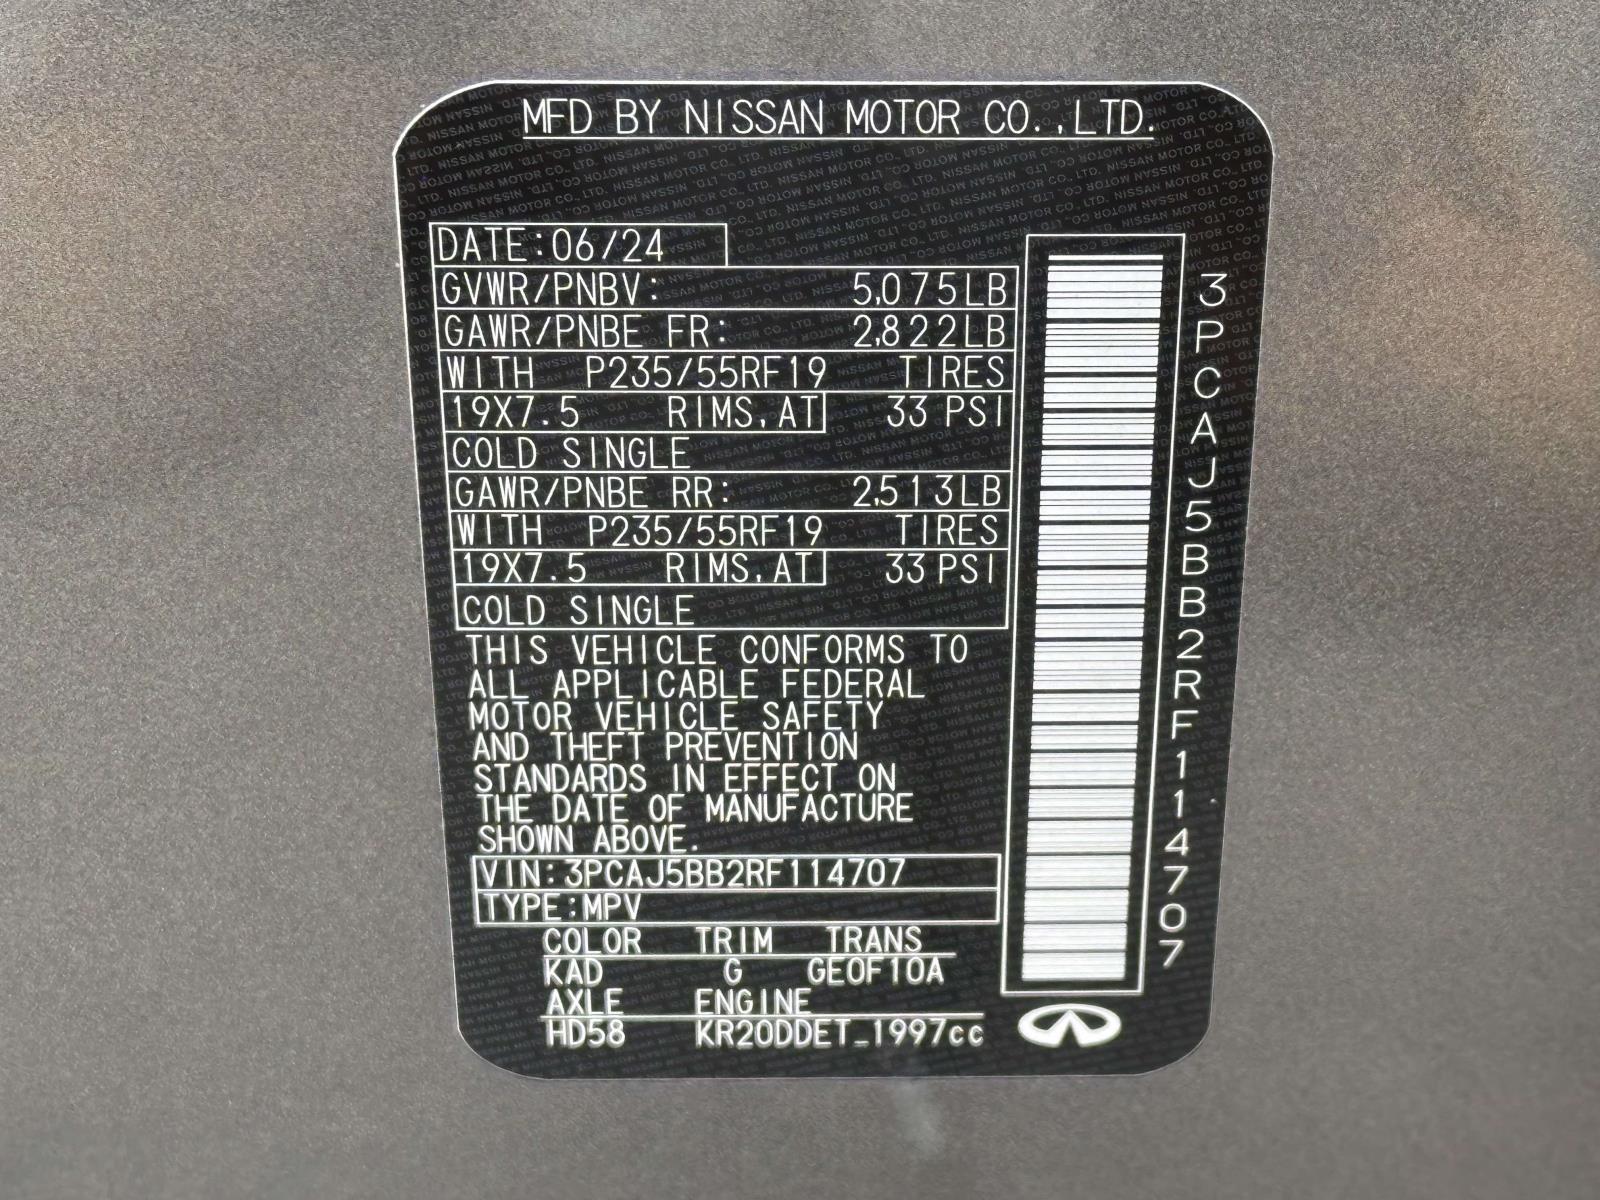 MFD BY NISSAN MOTOR CO.,LTD.
DATE:06/24
GVWR/PNBV: 5,075LB
GAWR/PNBE FR: 2,822LB
WITH P235/55RF19 TIRES
19X7.5 RIMS,AT 33 PSI
COLD SINGLE
GAWR/PNBE RR: 2,513LB
WITH P235/55RF19 TIRES
19X7.5 RIMS,AT 33 PSI
COLD SINGLE
THIS VEHICLE CONFORMS TO
ALL APPLICABLE FEDERAL
MOTOR VEHICLE SAFETY
AND THEFT PREVENTION
STANDARDS IN EFFECT ON
THE DATE OF MANUFACTURE
SHOWN ABOVE.
VIN:3PCAJ5BB2RF114707
TYPE:MPV
COLOR TRIM TRANS
KAD G GE0F10A
AXLE ENGINE
HD58 KR20DDET_1997cc
3PCAJ5BB2RF114707